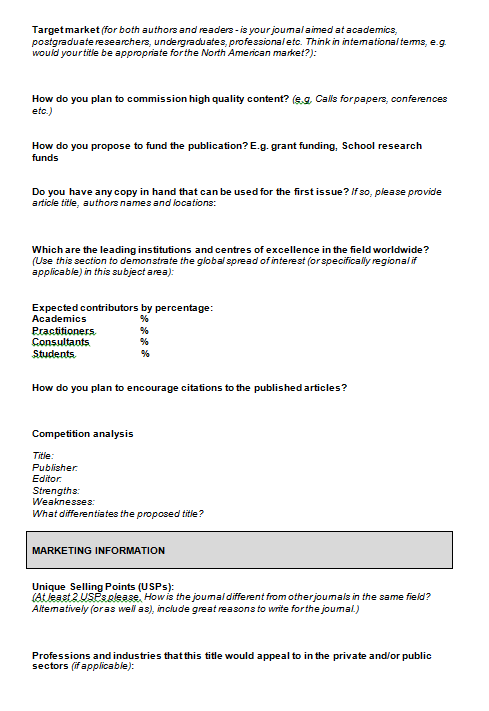 Target market (for both authors and readers - is your journal aimed at academics,
postgraduate researchers, undergraduates, professional etc. Think in international terms, e.g.
would your title be appropriate for the North American market?):
How do you plan to commission high quality content? (e.g. Calls for papers, conferences
etc.)
How do you propose to fund the publication? E.g. grant funding, School research
funds
Do you have any copy in hand that can be used for the first issue? If so, please provide
article title, authors names and locations:
Which are the leading institutions and centres of excellence in the field worldwide?
(Use this section to demonstrate the global spread of interest (or specifically regional if
applicable) in this subject area):
Expected contributors by percentage:
Academics %
Practitioners %
Consultants %
Students %
How do you plan to encourage citations to the published articles?
Competition analysis
Title:
Publisher:
Editor:
Strengths:
Weaknesses:
What differentiates the proposed title?
MARKETING INFORMATION
Unique Selling Points (USPs):
(At least 2 USPs please. How is the journal different from other journals in the same field?
Alternatively (or as well as), include great reasons to write for the journal.)
Professions and industries that this title would appeal to in the private and/or public
sectors (if applicable):